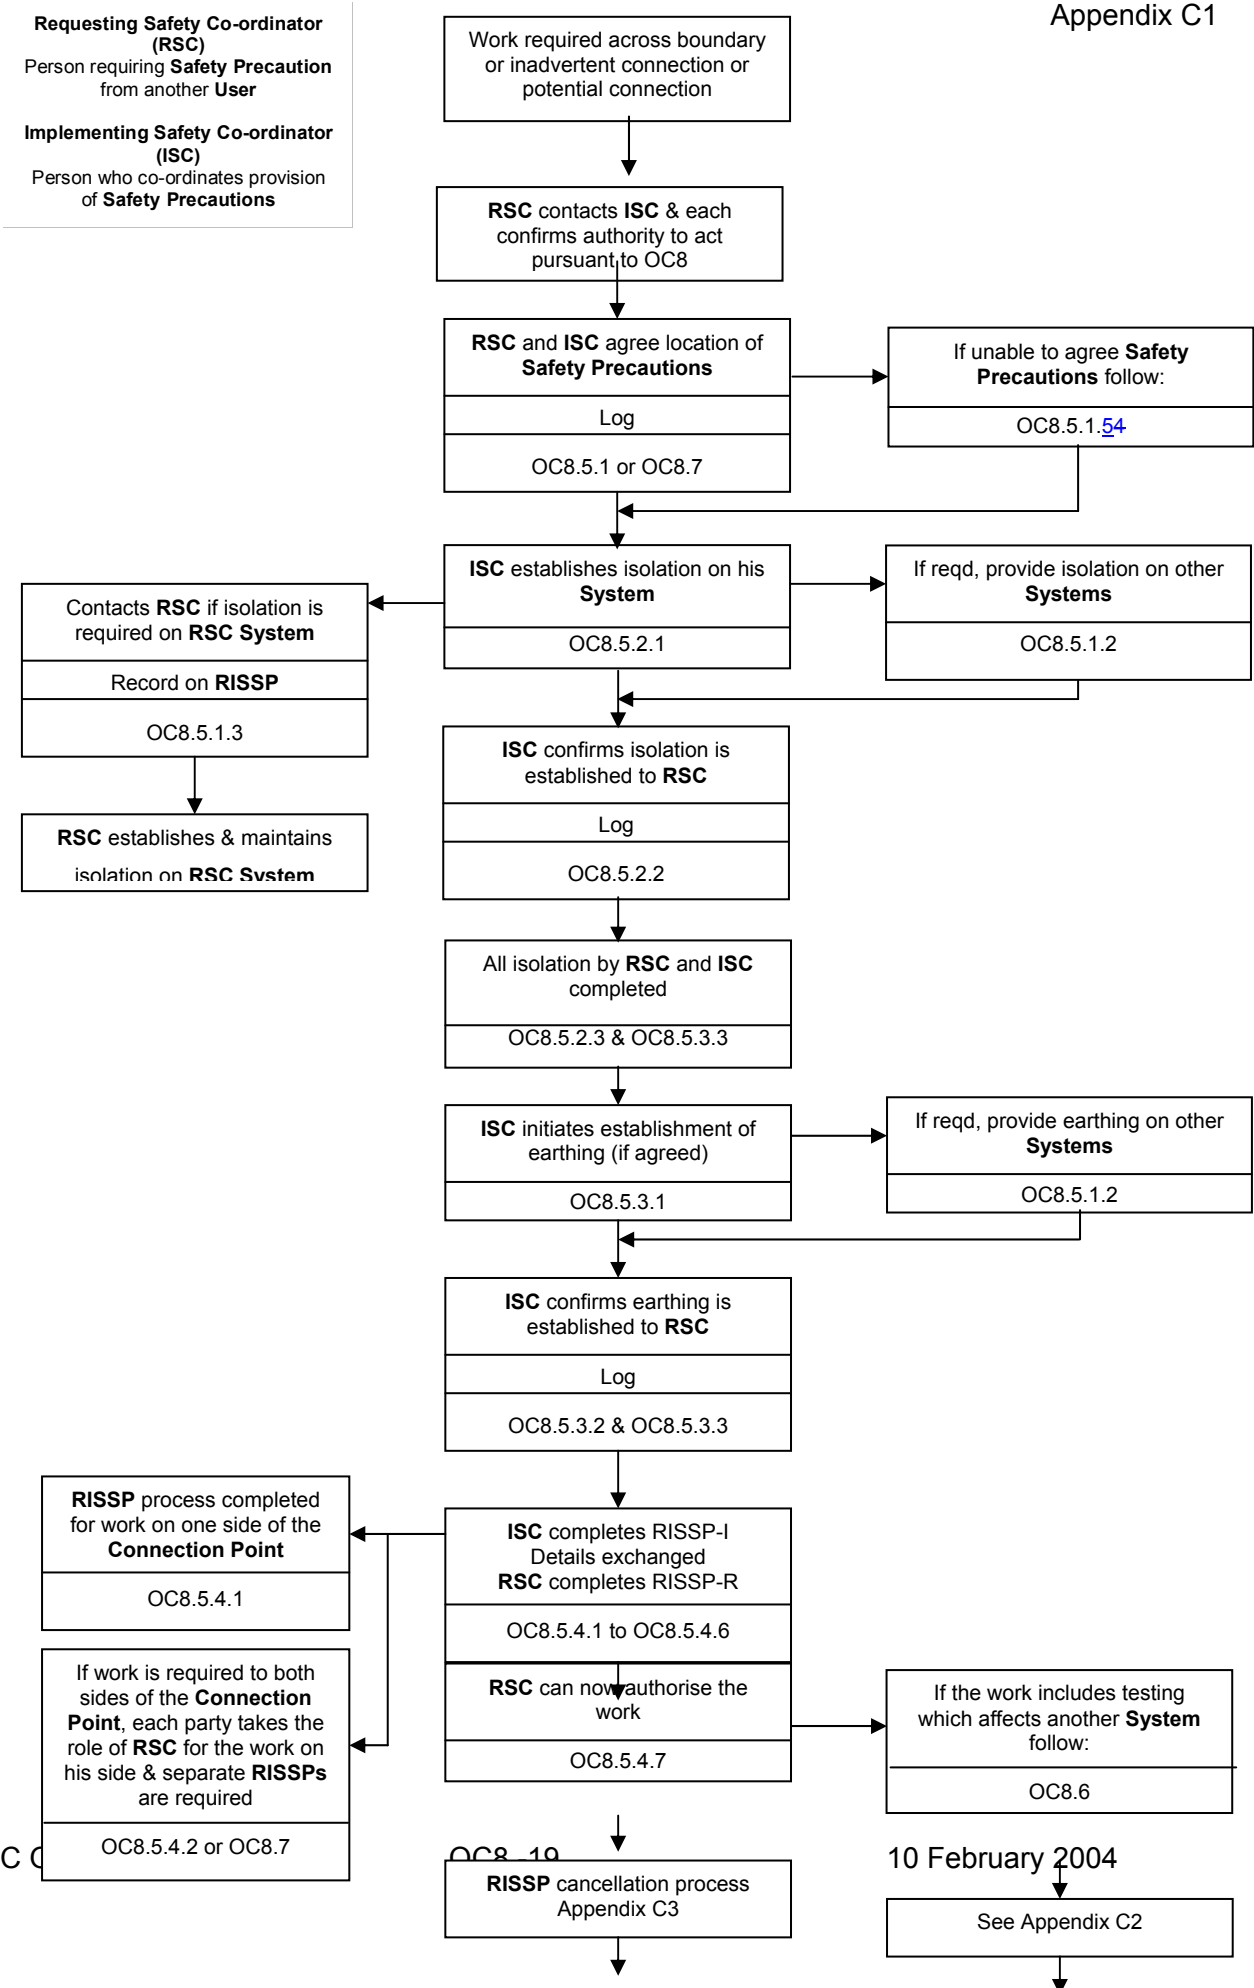 Appendix C1
Requesting Safety Co-ordinator
(RSC)
Person requiring Safety Precaution
from another User
Implementing Safety Co-ordinator
(ISC)
Person who co-ordinates provision
of Safety Precautions
Work required across boundary
or inadvertent connection or
potential connection
RSC contacts ISC & each
confirms authority to act
pursuant to OC8
RSC and ISC agree location of
Safety Precautions
Log
OC8.5.1 or OC8.7
If unable to agree Safety
Precautions follow:
OC8.5.1.54
ISC establishes isolation on his
System
OC8.5.2.1
If reqd, provide isolation on other
Systems
OC8.5.1.2
Contacts RSC if isolation is
required on RSC System
Record on RISSP
OC8.5.1.3
RSC establishes & maintains
isolation on RSC System
ISC confirms isolation is
established to RSC
Log
OC8.5.2.2
All isolation by RSC and ISC
completed
OC8.5.2.3 & OC8.5.3.3
ISC initiates establishment of
earthing (if agreed)
OC8.5.3.1
If reqd, provide earthing on other
Systems
OC8.5.1.2
ISC confirms earthing is
established to RSC
Log
OC8.5.3.2 & OC8.5.3.3
ISC completes RISSP-I
Details exchanged
RSC completes RISSP-R
OC8.5.4.1 to OC8.5.4.6
RISSP process completed
for work on one side of the
Connection Point
OC8.5.4.1
If work is required to both
sides of the Connection
Point, each party takes the
role of RSC for the work on
his side & separate RISSPs
are required
OC8.5.4.2 or OC8.7
RSC can now authorise the
work
OC8.5.4.7
If the work includes testing
which affects another System
follow:
OC8.6
C
OC8 -19
10 February 2004
RISSP cancellation process
Appendix C3
See Appendix C2